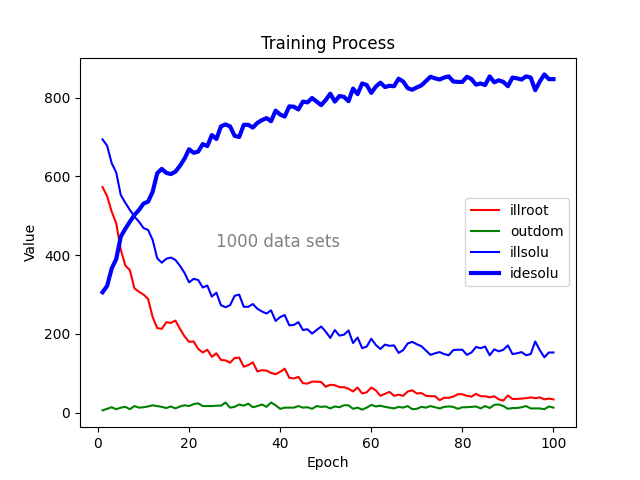 Training Process
800
600
400
200
0
Value
1000 data sets
illroot
outdom
illsolu
idesolu
0 20 40 60 80 100
Epoch